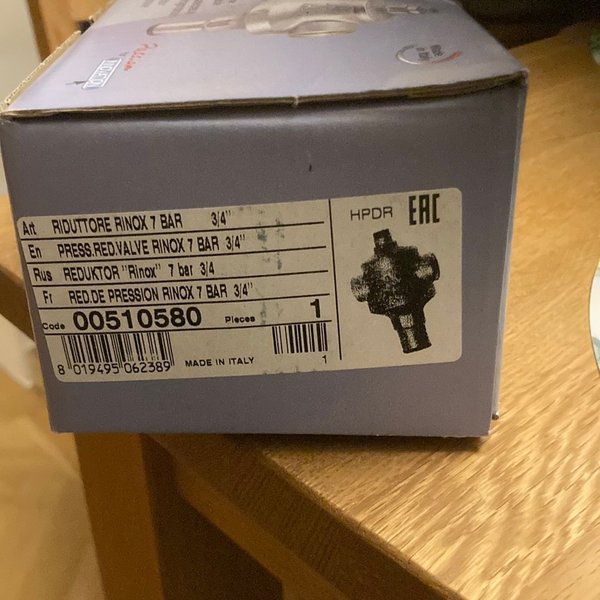 Art RIDUTTORE RINOX 7 BAR 3/4"
En PRESS.RED.VALVE RINOX 7 BAR 3/4"
Rus REDUKTOR "Rinox" 7 bar 3/4
Fr RED.DE PRESSION RINOX 7 BAR 3/4"
Code 00510580 Pieces 1
8 019495 062389
MADE IN ITALY
1
HPDR EAC